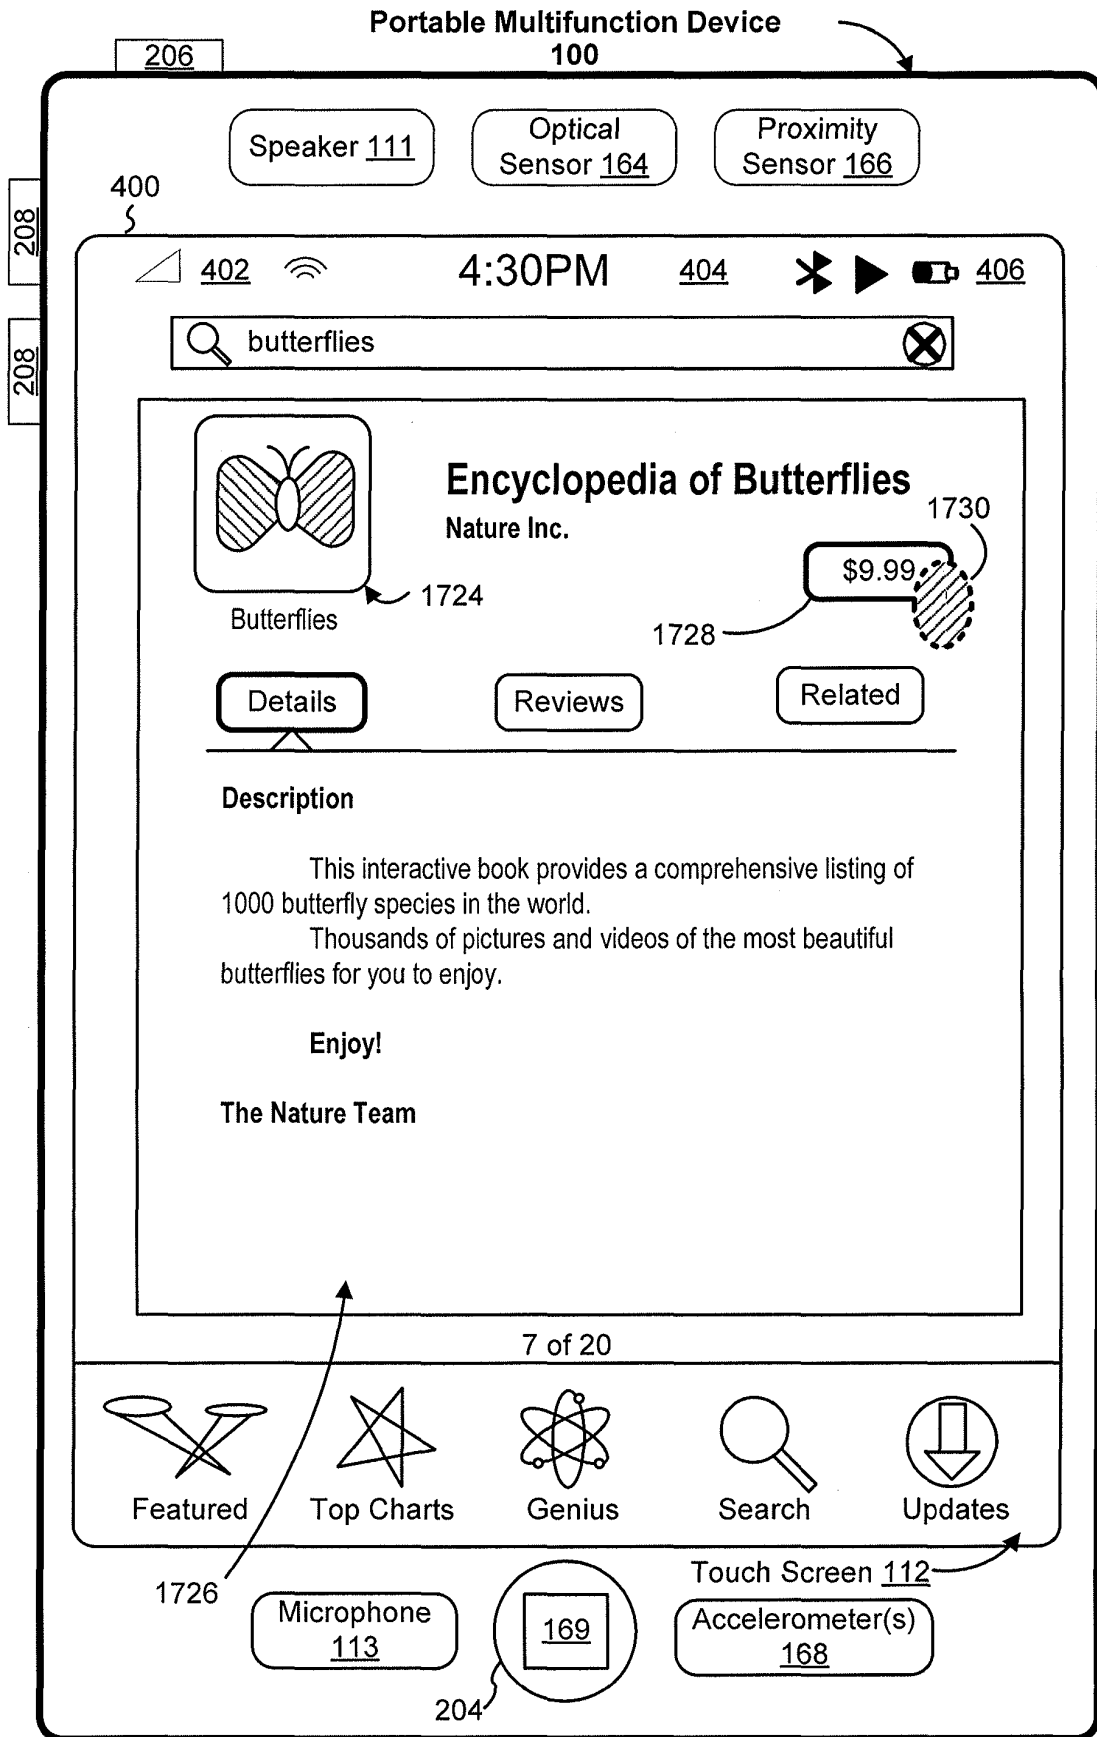 Portable Multifunction Device
100
206
Speaker 111
Optical
Sensor 164
Proximity
Sensor 166
400
208
208
402
4:30PM
404
406
butterflies
Encyclopedia of Butterflies
Nature Inc.
1730
$9.99
1724
Butterflies
1728
Details
Reviews
Related
Description
This interactive book provides a comprehensive listing of
1000 butterfly species in the world.
Thousands of pictures and videos of the most beautiful
butterflies for you to enjoy.
Enjoy!
The Nature Team
7 of 20
Featured
Top Charts
Genius
Search
Updates
1726
Touch Screen 112
Microphone
113
169
Accelerometer(s)
168
204